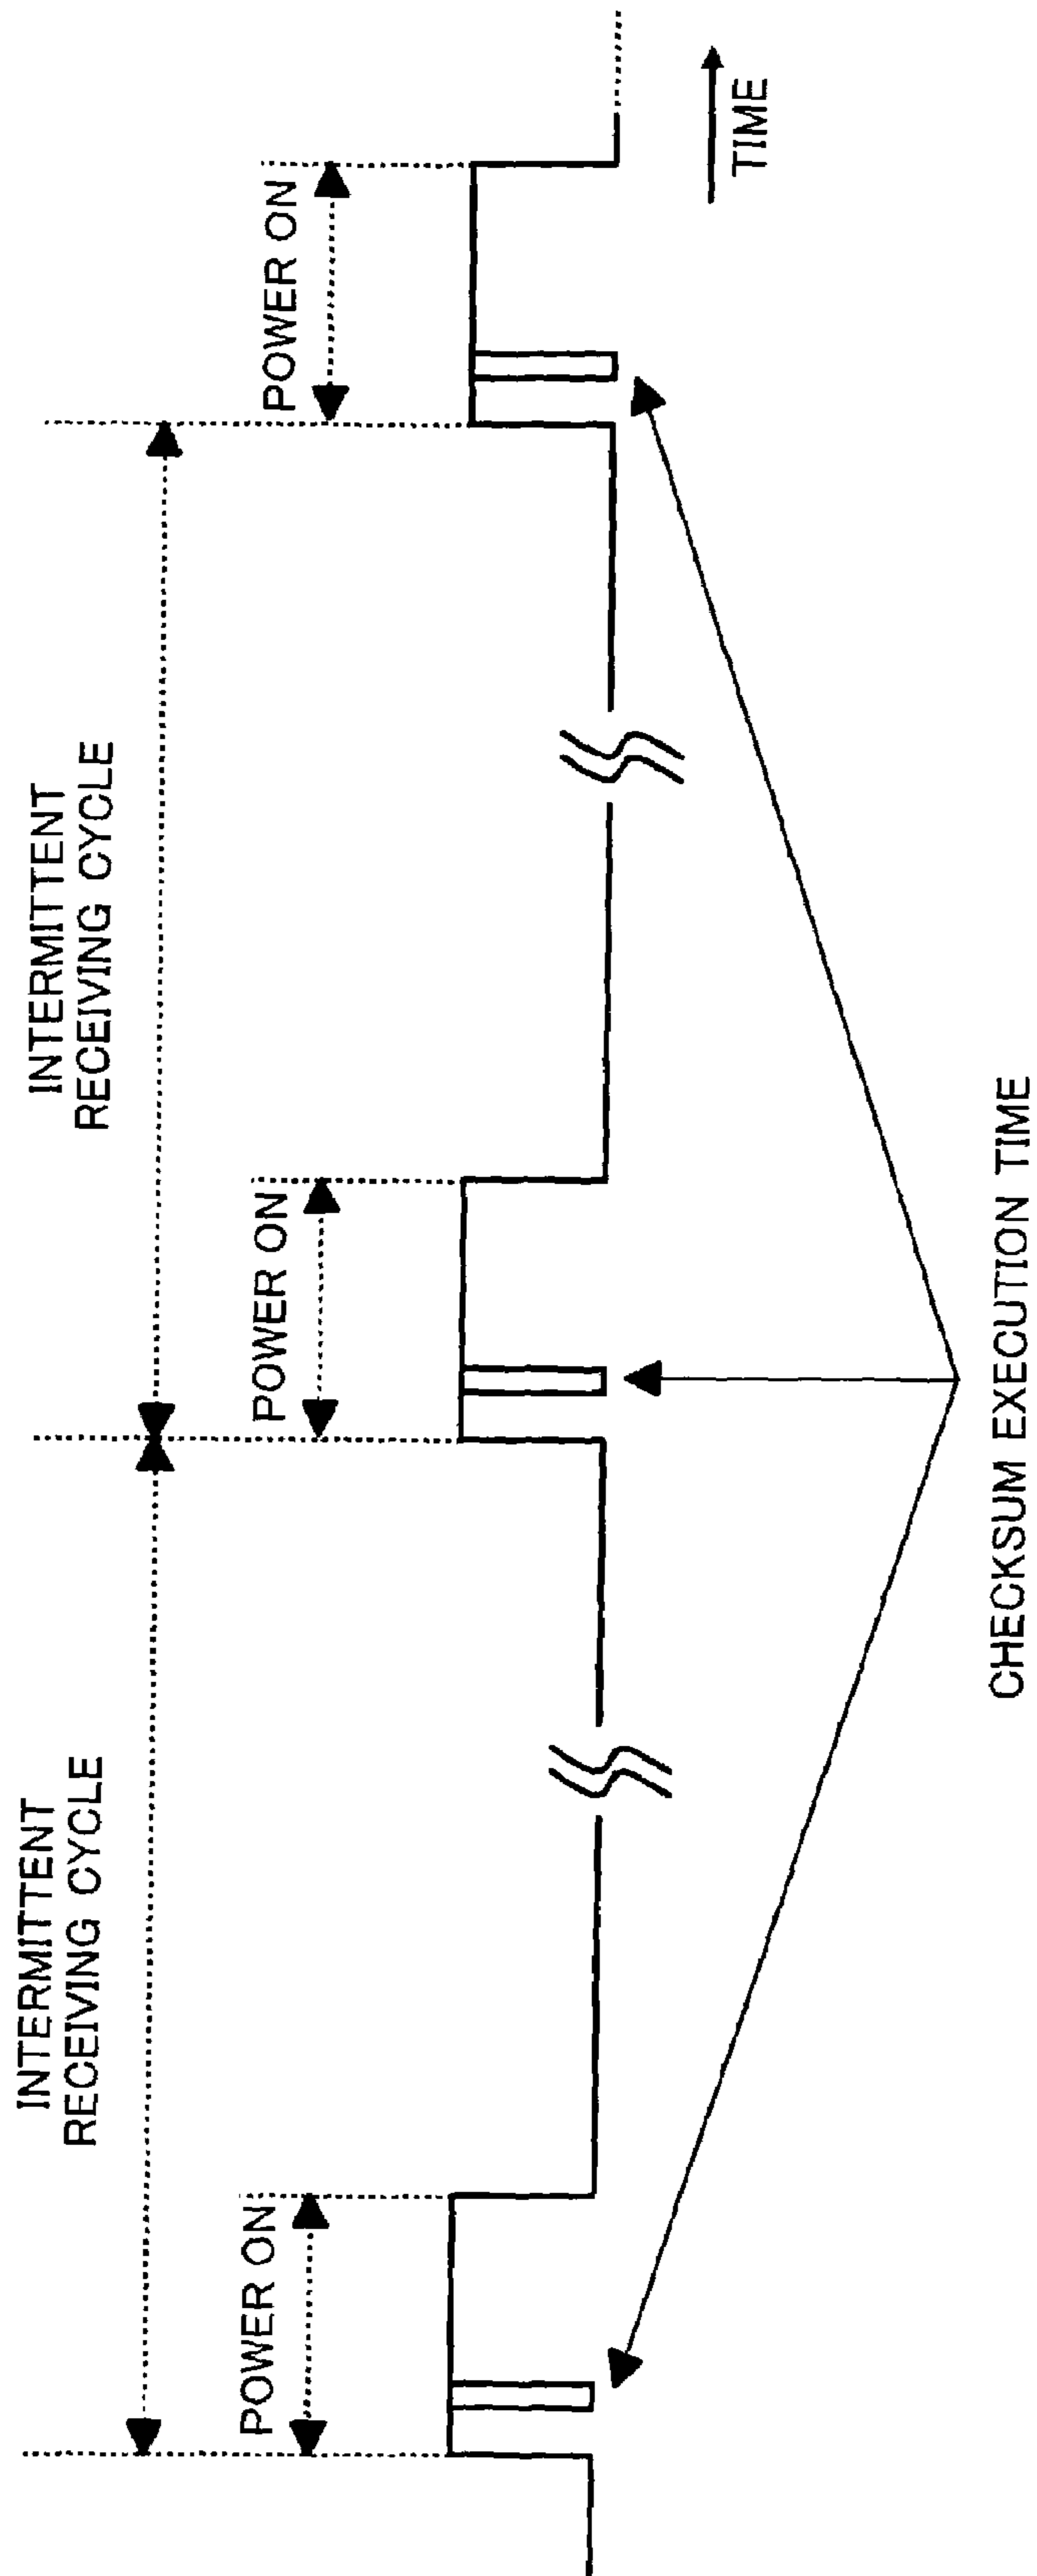 INTERMITTENT
RECEIVING CYCLE
INTERMITTENT
RECEIVING CYCLE
POWER ON
POWER ON
POWER ON
TIME
CHECKSUM EXECUTION TIME